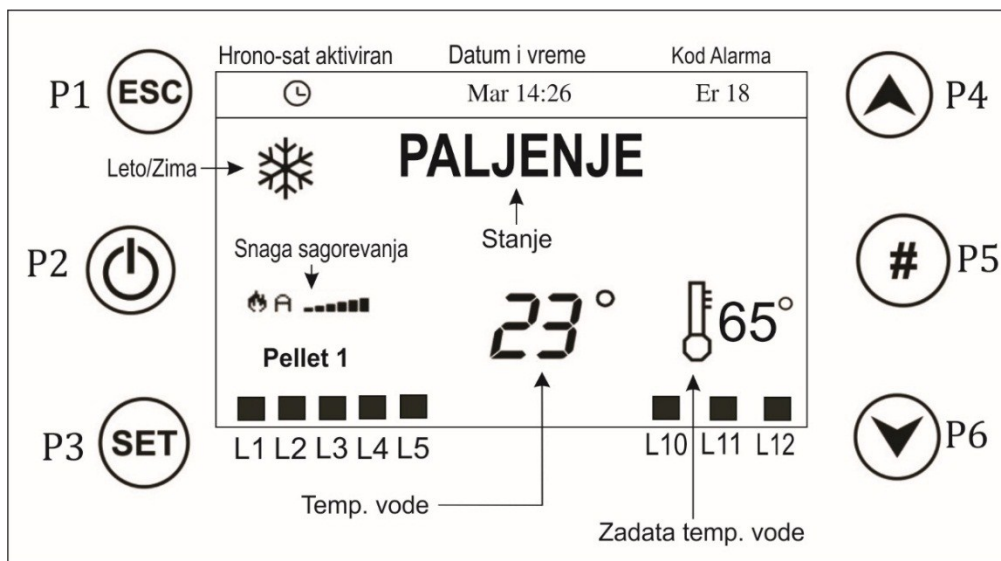 Hrono-sat aktiviran Datum i vreme Kod Alarma
P1 ESC Mar 14:26 Er 18 P4
PALJENJE
Leto/Zima
Stanje
P2 Snaga sagorevanja # P5
A 23° 65°
Pellet 1
P3 SET P6
L1 L2 L3 L4 L5 L10 L11 L12
Temp. vode
Zadata temp. vode